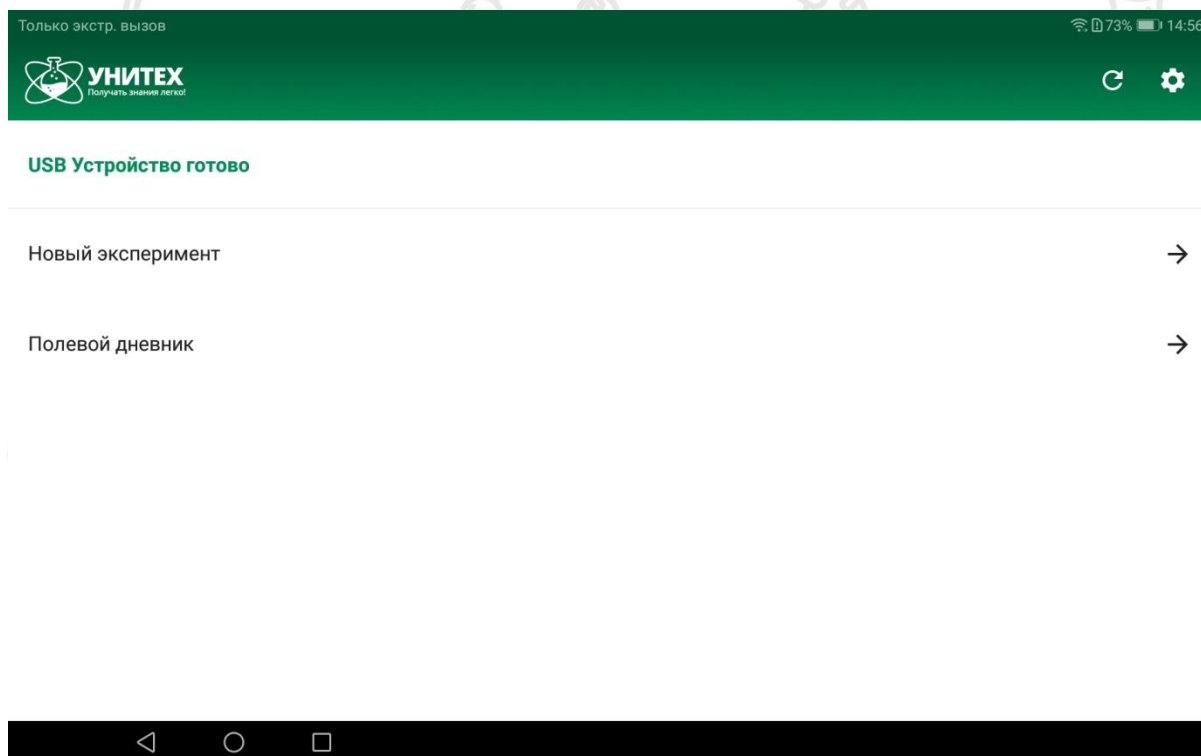 Только экстр. вызов
73% 14:56
УНИТЕХ
Получать знания легко!
USB Устройство готово
Новый эксперимент
Полевой дневник